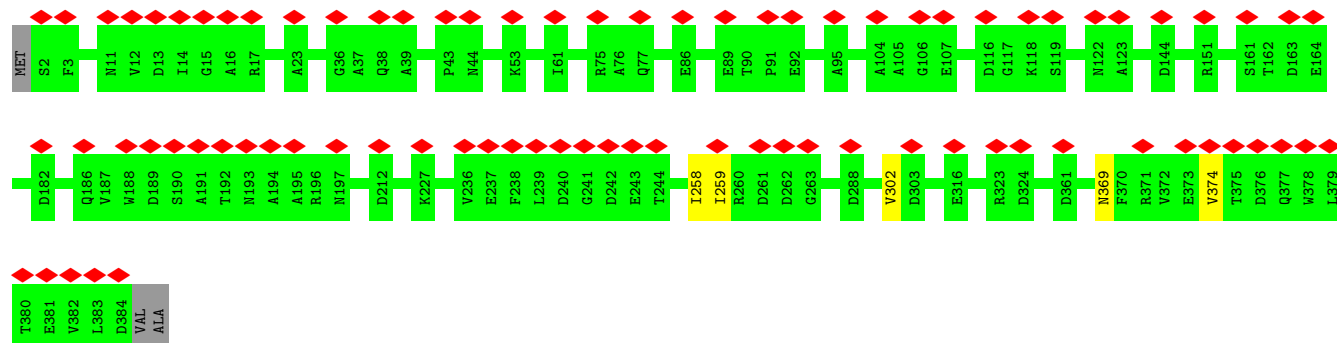 MET S2 F3 N11 V12 D13 I14 G15 A16 R17 A23 G36 A37 Q38 A39 P43 N44 K53 I61 R75 A76 Q77 E86 E89 T90 P91 E92 A95 A104 A105 G106 E107 D116 G117 K118 S119 N122 A123 D144 R151 S161 T162 D163 E164
D182 Q186 V187 W188 D189 S190 A191 T192 N193 A194 A195 R196 N197 D212 K227 V236 E237 F238 L239 D240 G241 D242 E243 T244 I258 I259 R260 D261 D262 G263 D288 V302 D303 E316 R323 D324 D361 N369 F370 R371 V372 E373 V374 T375 D376 Q377 W378 L379
T380 E381 V382 L383 D384 VAL ALA